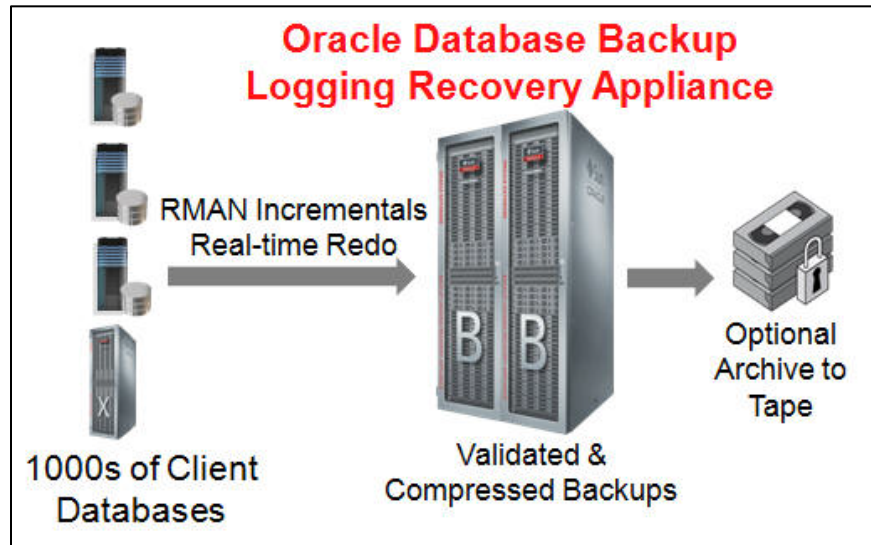 Oracle Database Backup
Logging Recovery Appliance
RMAN Incrementals
Real-time Redo
X
B B
1000s of Client
Databases
Validated &
Compressed Backups
Optional
Archive to
Tape